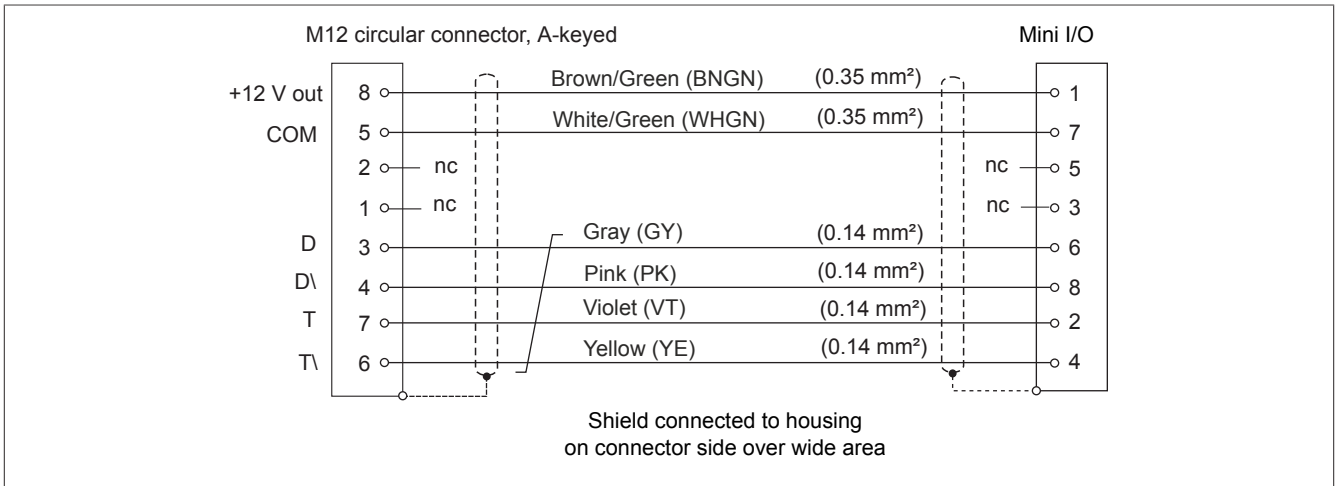 M12 circular connector, A-keyed Mini I/O
+12 V out 8 Brown/Green (BNGN) (0.35 mm²) 1
COM 5 White/Green (WHGN) (0.35 mm²) 7
2 nc nc 5
1 nc nc 3
D 3 Gray (GY) (0.14 mm²) 6
D\ 4 Pink (PK) (0.14 mm²) 8
T 7 Violet (VT) (0.14 mm²) 2
T\ 6 Yellow (YE) (0.14 mm²) 4
Shield connected to housing
on connector side over wide area